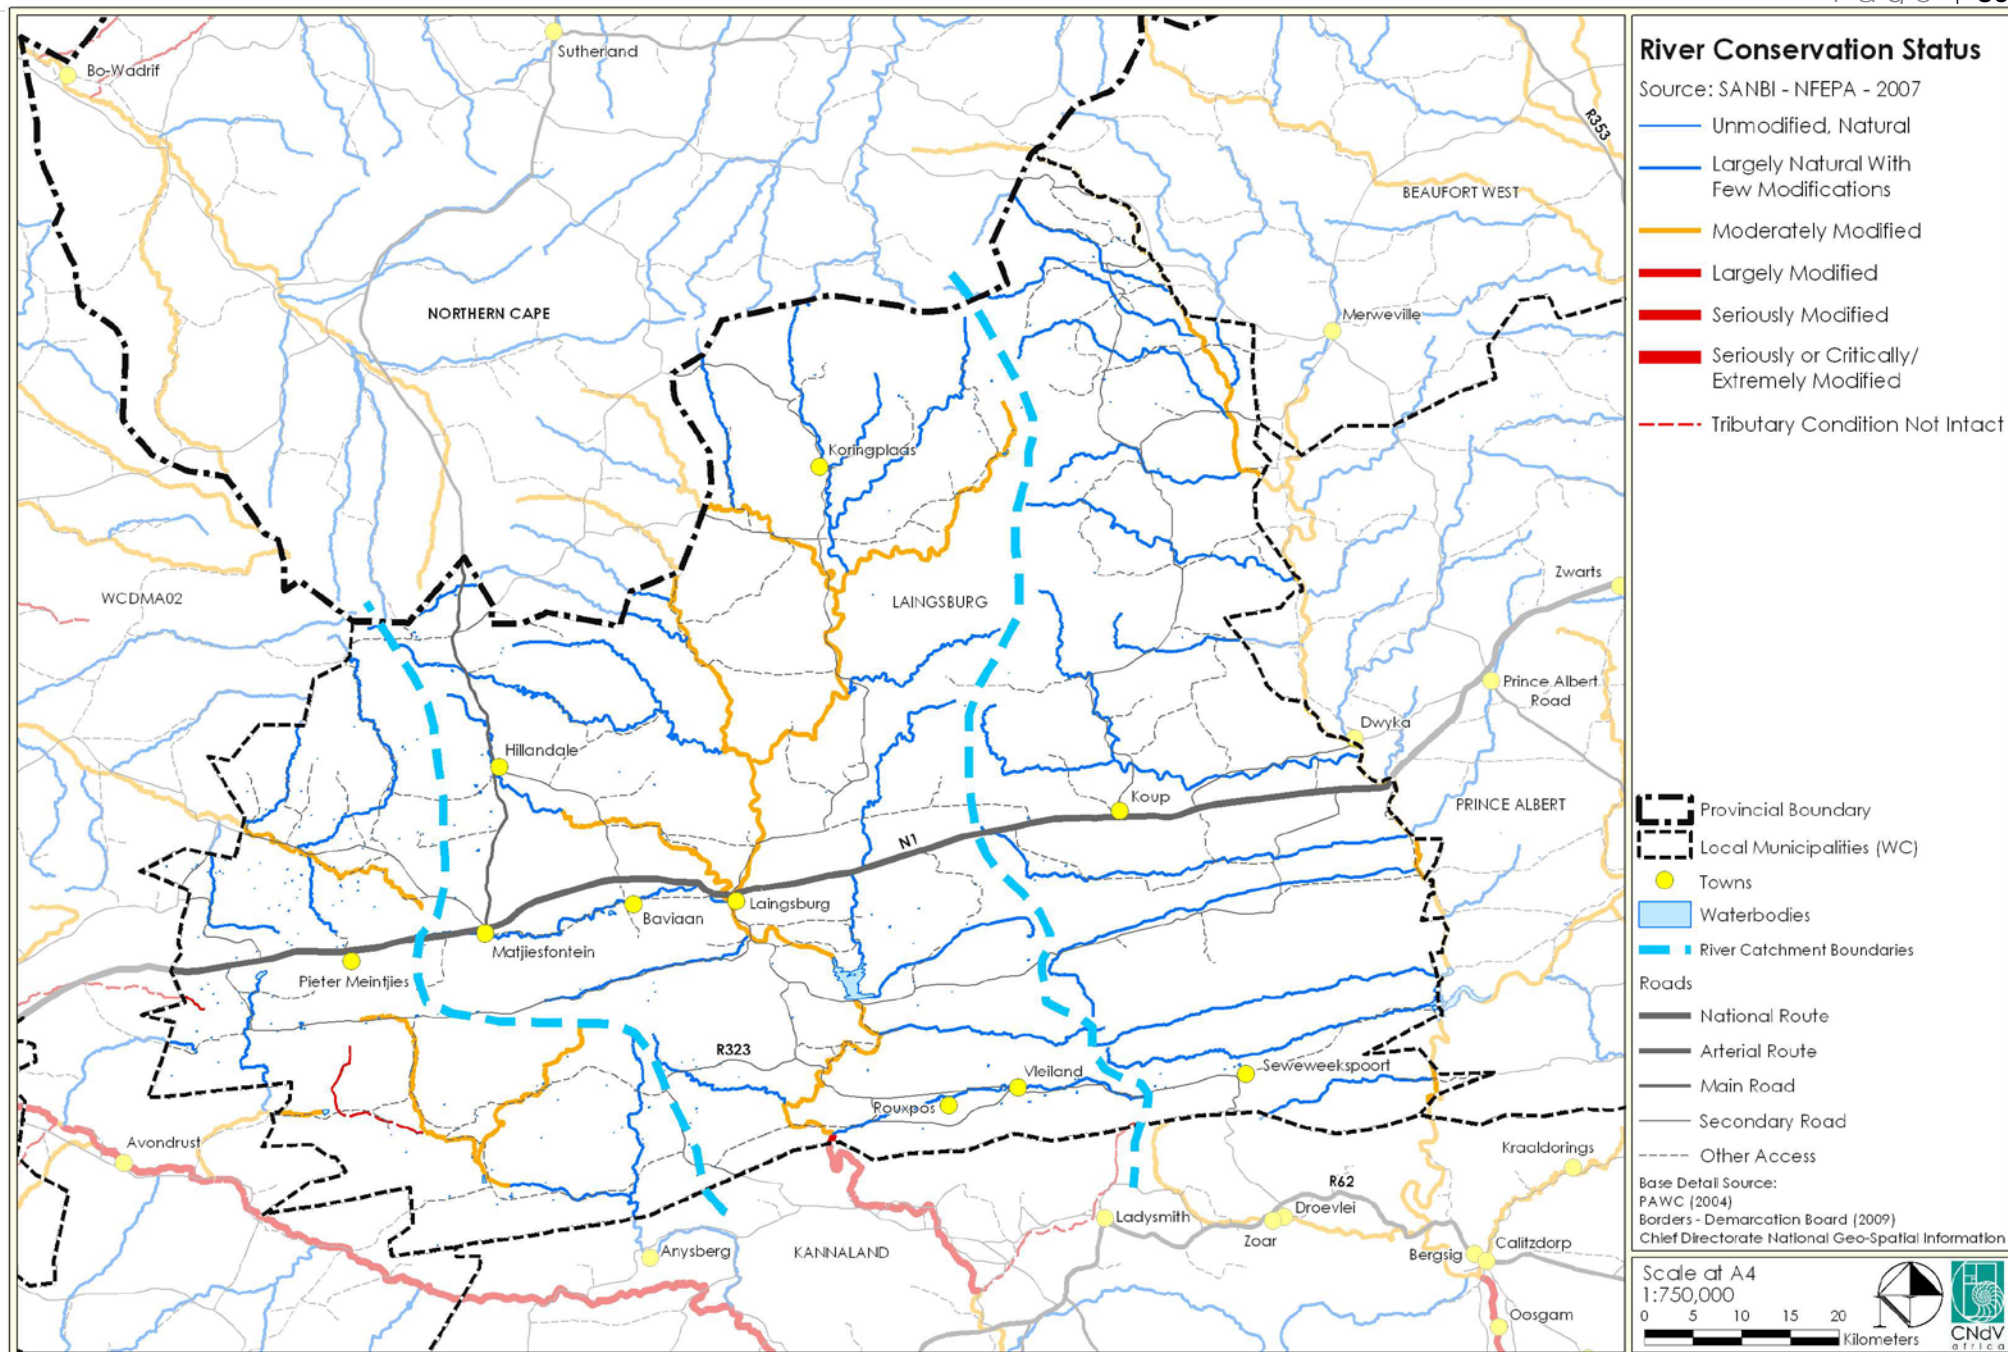 River Conservation Status
Source: SANBI - NFEPA - 2007
Unmodified, Natural
Largely Natural With
Few Modifications
Moderately Modified
Largely Modified
Seriously Modified
Seriously or Critically/
Extremely Modified
Tributary Condition Not Intact
Provincial Boundary
Local Municipalities (WC)
Towns
Waterbodies
River Catchment Boundaries
Roads
National Route
Arterial Route
Main Road
Secondary Road
Other Access
Base Detail Source:
PAWC (2004)
Borders - Demarcation Board (2009)
Chief Directorate National Geo-Spatial Information
Scale at A4
1:750,000
0 5 10 15 20
Kilometers
CNdV
africa
Sutherland
Bo-Wadrif
R353
BEAUFORT WEST
NORTHERN CAPE
Merweville
Koringplaas
Zwarts
WCDMA02
LAINGSBURG
Prince Albert
Road
Dwyka
Hillandale
Koup
PRINCE ALBERT
N1
Laingsburg
Baviaan
Matjiesfontein
Pieter Meintjies
R323
Vleiland
Seweweekspoort
Rouxpos
Avondrust
Kraaldorings
R62
Ladysmith
Droevlei
Zoar
Anysberg
KANNALAND
Bergsig
Calitzdorp
Oosgam